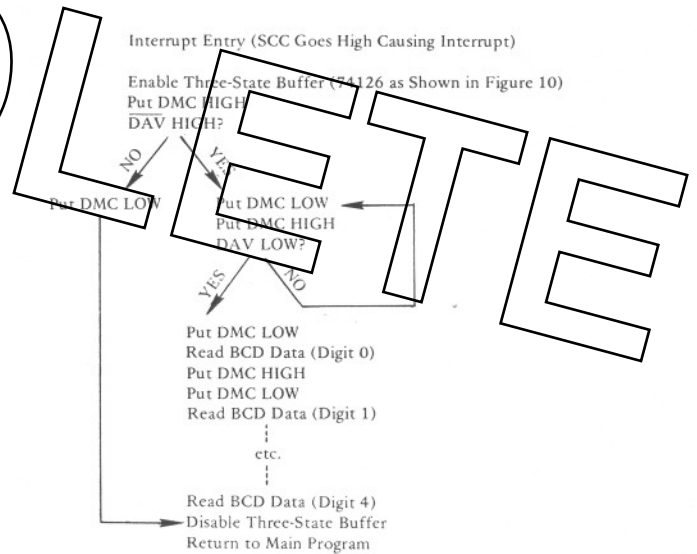 Interrupt Entry (SCC Goes High Causing Interrupt)
Enable Three-State Buffer (74126 as Shown in Figure 10)
Put DMC HIGH
DAV HIGH?
NO
YES
Put DMC LOW
Put DMC LOW
Put DMC HIGH
DAV LOW?
YES
NO
Put DMC LOW
Read BCD Data (Digit 0)
Put DMC HIGH
Put DMC LOW
Read BCD Data (Digit 1)
etc.
Read BCD Data (Digit 4)
Disable Three-State Buffer
Return to Main Program
LETE